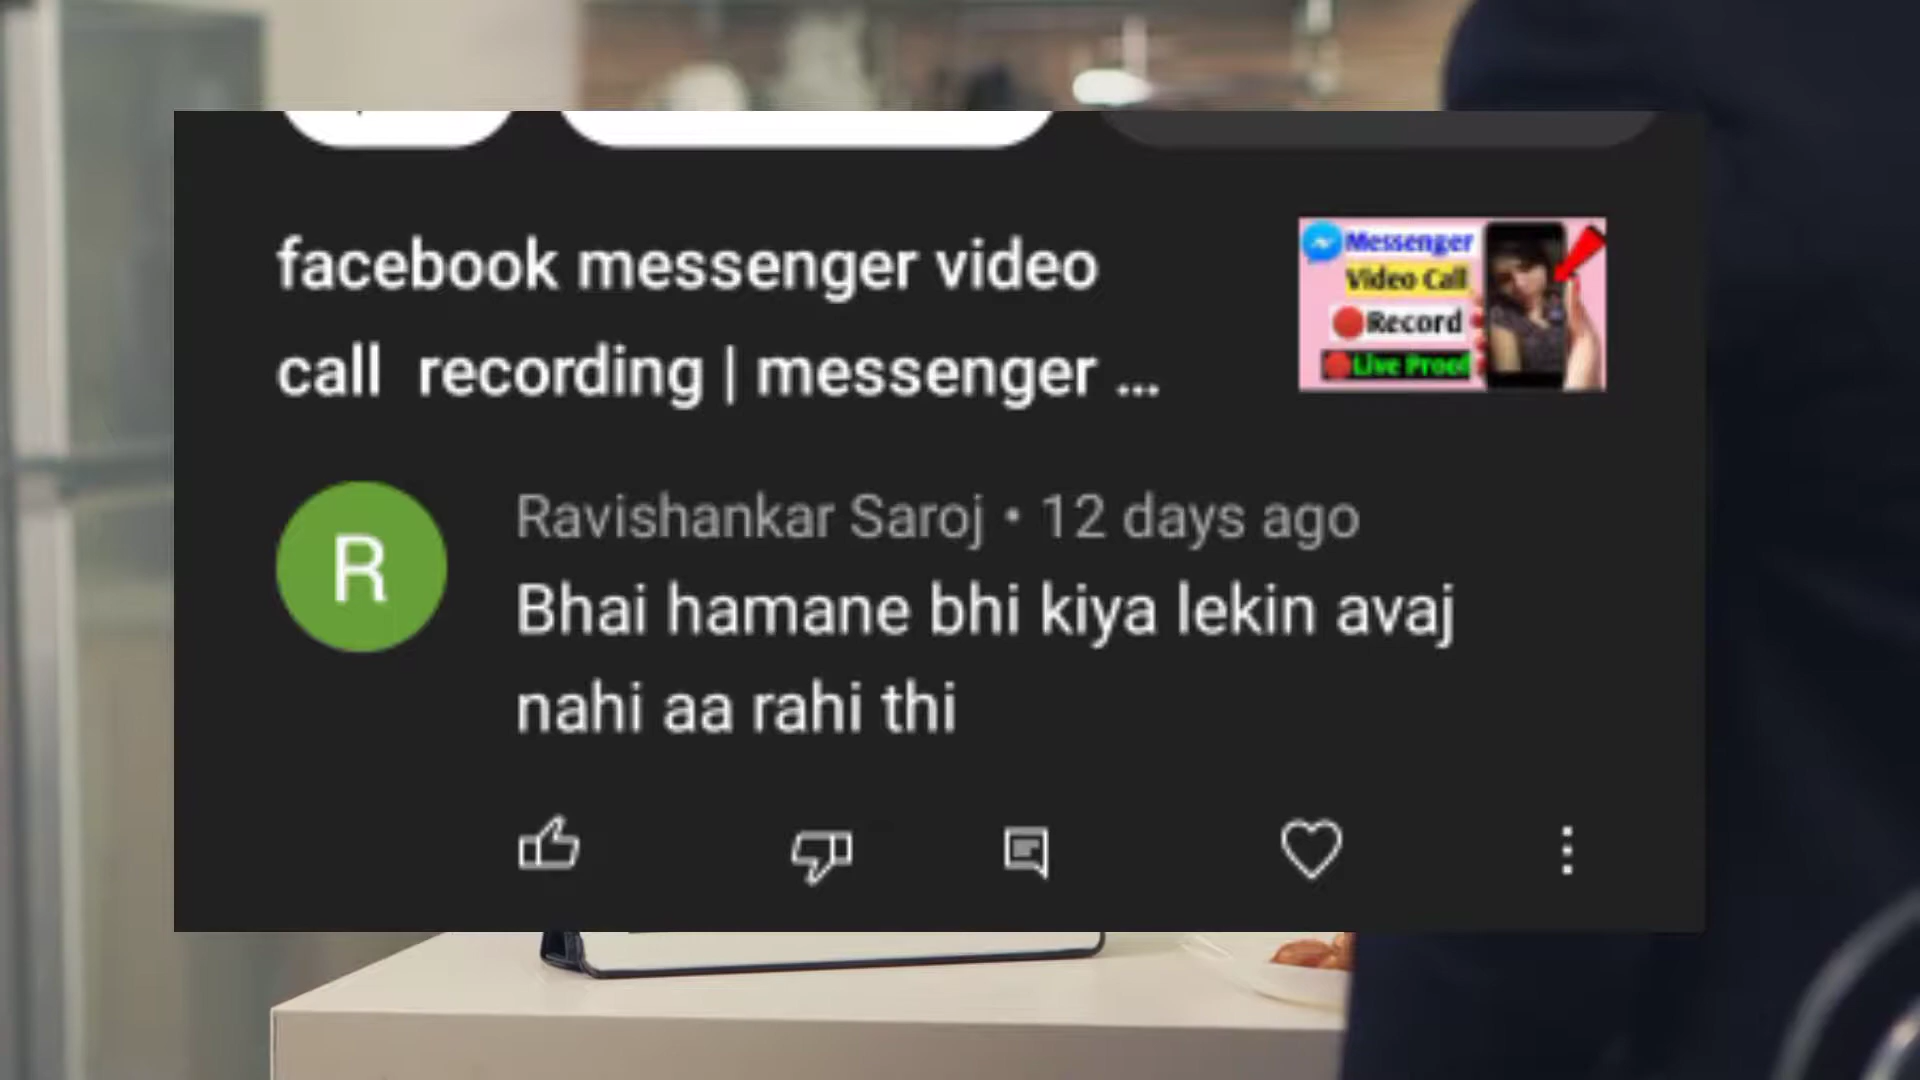 facebook messenger video
call  recording | messenger ...
Messenger
Video Call
Record
Live Proof
R
Ravishankar Saroj • 12 days ago
Bhai hamane bhi kiya lekin avaj
nahi aa rahi thi